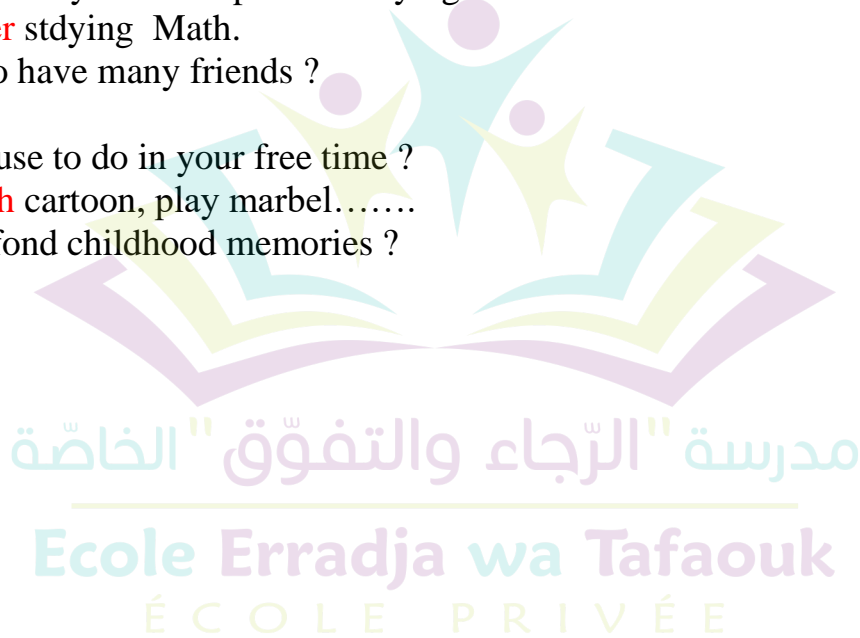 er stdying Math.
o have many friends ?
use to do in your free time ?
h cartoon, play marbel…….
fond childhood memories ?
مدرسة "الرّجاء والتفوّق" الخاصّة
Ecole Erradja wa Tafaouk
ÉCOLE PRIVÉE